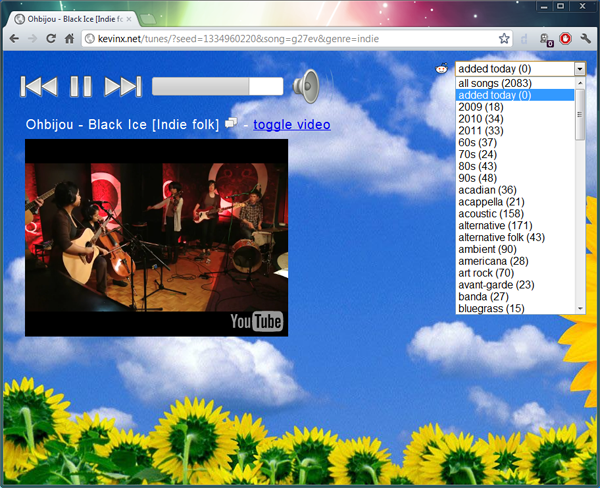 Ohbijou - Black Ice [Indie fo
kevinx.net/tunes/?seed=1334960220&song=g27ev&genre=indie
0
added today (0)
all songs (2083)
added today (0)
2009 (18)
2010 (34)
2011 (33)
60s (37)
70s (24)
80s (43)
90s (48)
acadian (36)
acappella (21)
acoustic (158)
alternative (171)
alternative folk (43)
ambient (90)
americana (28)
art rock (70)
avant-garde (23)
banda (27)
bluegrass (15)
Ohbijou - Black Ice [Indie folk] - toggle video
YouTube